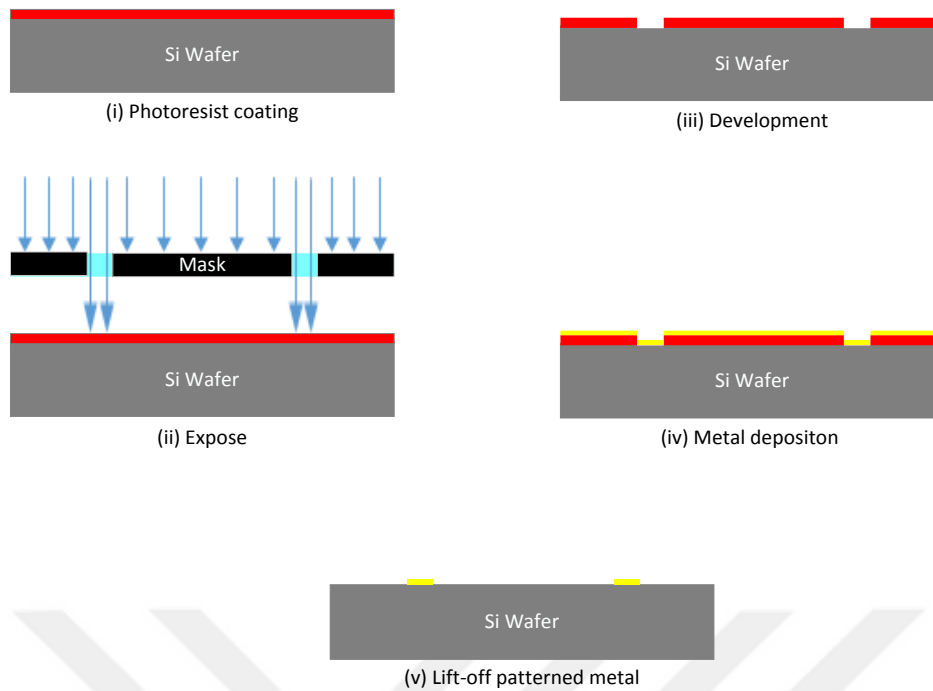 Si Wafer
(i) Photoresist coating
Si Wafer
(iii) Development
Mask
Si Wafer
(ii) Expose
Si Wafer
(iv) Metal depositon
Si Wafer
(v) Lift-off patterned metal